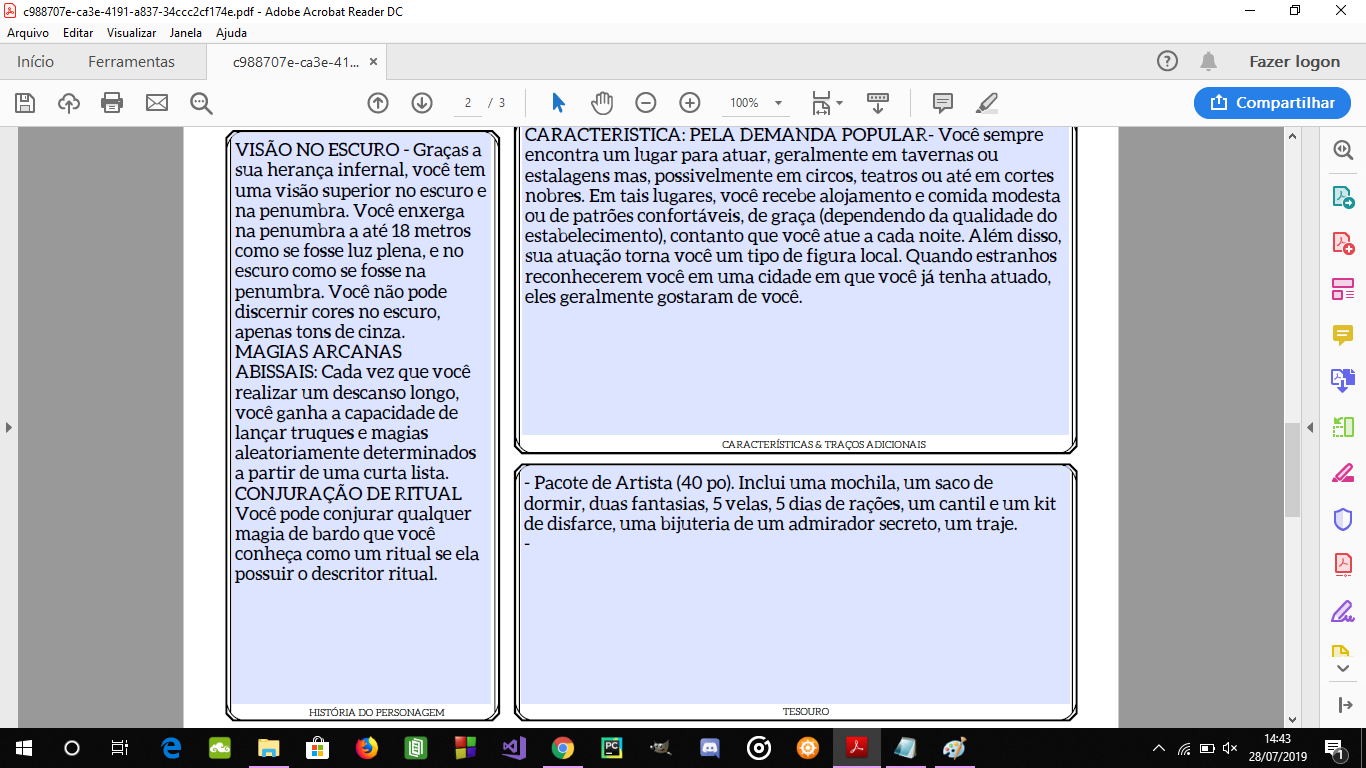 c988707e-ca3e-4191-a837-34ccc2cf174e.pdf - Adobe Acrobat Reader DC
Arquivo Editar Visualizar Janela Ajuda
Início Ferramentas c988707e-ca3e-41... × Fazer logon
2 / 3 100% Compartilhar
VISÃO NO ESCURO - Graças a
sua herança infernal, você tem
uma visão superior no escuro e
na penumbra. Você enxerga
na penumbra a até 18 metros
como se fosse luz plena, e no
escuro como se fosse na
penumbra. Você não pode
discernir cores no escuro,
apenas tons de cinza.
MAGIAS ARCANAS
ABISSAIS: Cada vez que você
realizar um descanso longo,
você ganha a capacidade de
lançar truques e magias
aleatoriamente determinados
a partir de uma curta lista.
CONJURAÇÃO DE RITUAL
Você pode conjurar qualquer
magia de bardo que você
conheça como um ritual se ela
possuir o descritor ritual.
HISTÓRIA DO PERSONAGEM
CARACTERÍSTICA: PELA DEMANDA POPULAR- Você sempre
encontra um lugar para atuar, geralmente em tavernas ou
estalagens mas, possivelmente em circos, teatros ou até em cortes
nobres. Em tais lugares, você recebe alojamento e comida modesta
ou de patrões confortáveis, de graça (dependendo da qualidade do
estabelecimento), contanto que você atue a cada noite. Além disso,
sua atuação torna você um tipo de figura local. Quando estranhos
reconhecerem você em uma cidade em que você já tenha atuado,
eles geralmente gostaram de você.
CARACTERÍSTICAS & TRAÇOS ADICIONAIS
- Pacote de Artista (40 po). Inclui uma mochila, um saco de
dormir, duas fantasias, 5 velas, 5 dias de rações, um cantil e um kit
de disfarce, uma bijuteria de um admirador secreto, um traje.
-
TESOURO
14:43
28/07/2019
1